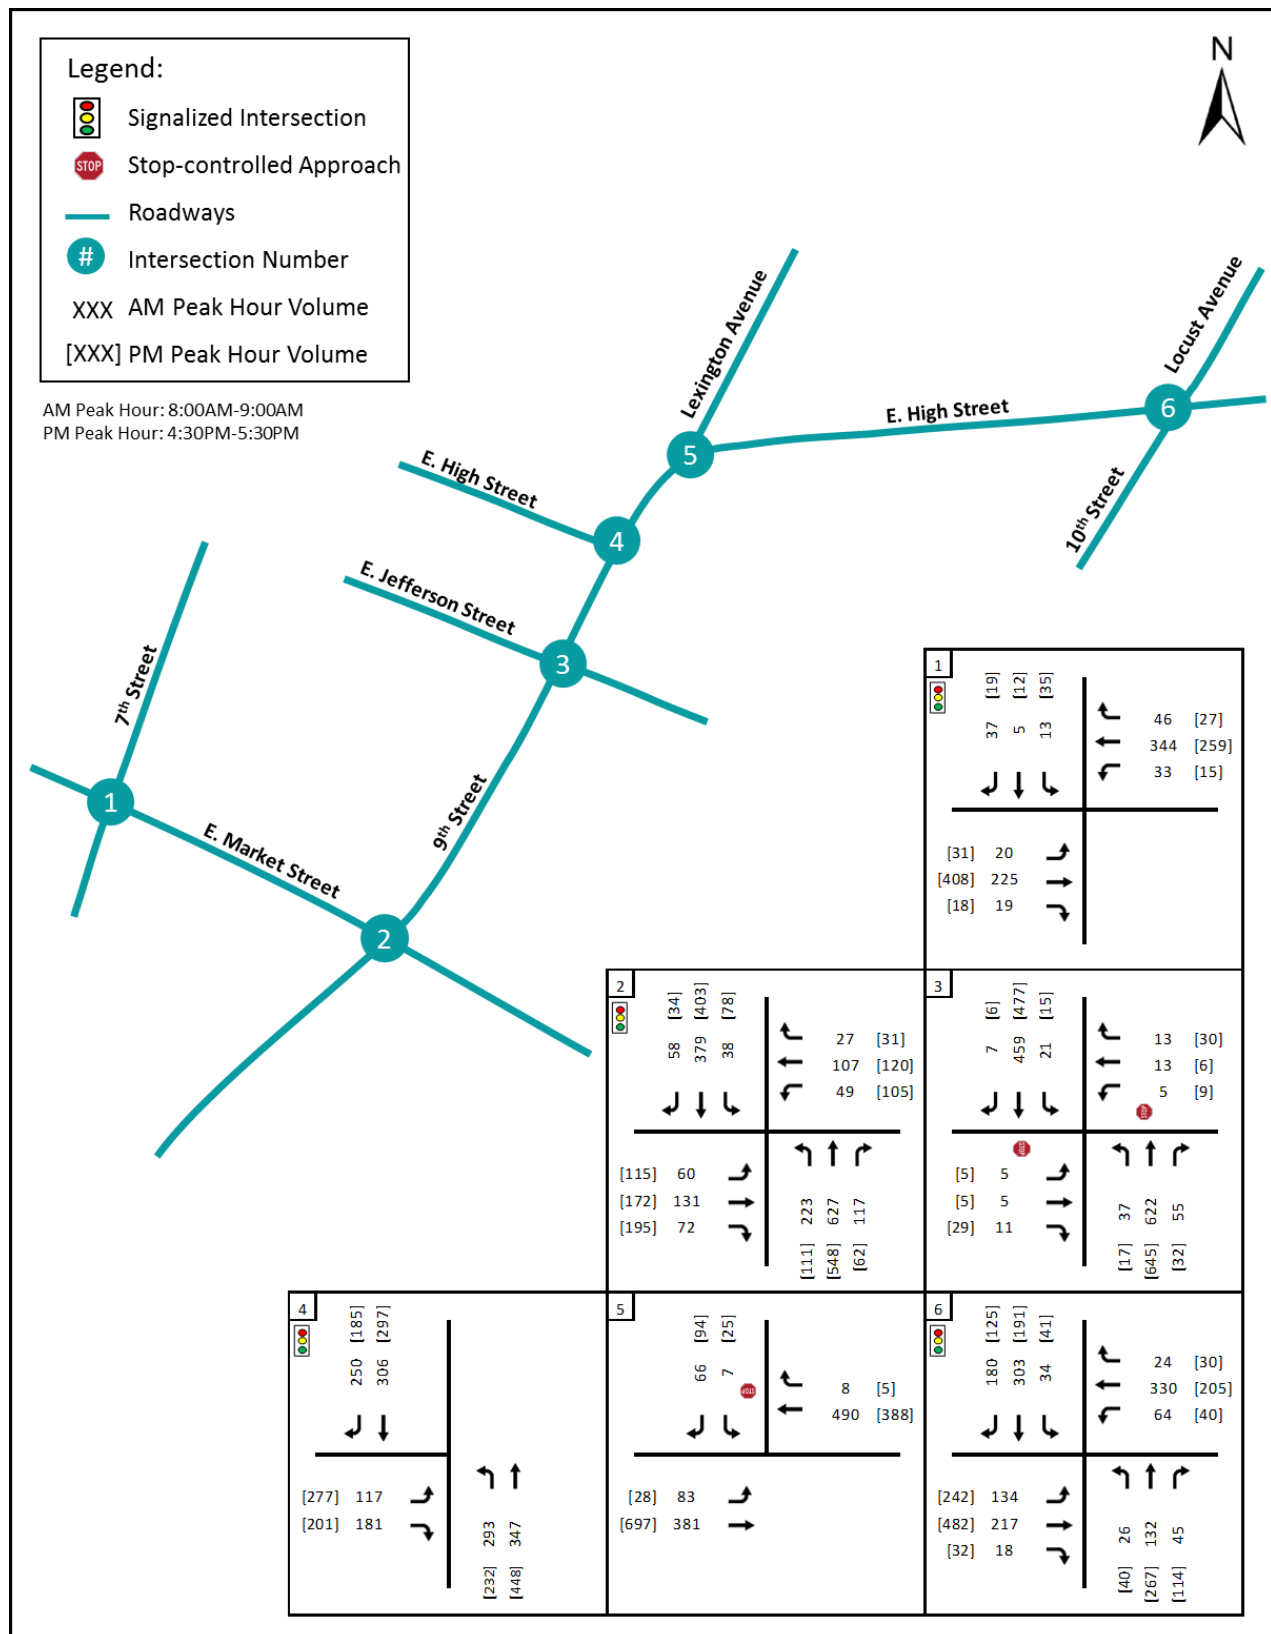 Legend:
Signalized Intersection
STOP Stop-controlled Approach
Roadways
# Intersection Number
XXX AM Peak Hour Volume
[XXX] PM Peak Hour Volume
AM Peak Hour: 8:00AM-9:00AM
PM Peak Hour: 4:30PM-5:30PM
N
Lexington Avenue
Locust Avenue
E. High Street
6
5
E. High Street
10th Street
4
E. Jefferson Street
3
7th Street
1
E. Market Street
9th Street
2
1
[19] [12] [35]
37 5 13
46 [27]
344 [259]
33 [15]
[31] 20
[408] 225
[18] 19
2
[34] [403] [78]
58 379 38
27 [31]
107 [120]
49 [105]
[115] 60
[172] 131
[195] 72
223 627 117
[111] [548] [62]
3
[6] [477] [15]
7 459 21
13 [30]
13 [6]
5 [9]
STOP
STOP
[5] 5
[5] 5
[29] 11
37 622 55
[17] [645] [32]
4
[185] [297]
250 306
[277] 117
[201] 181
293 347
[232] [448]
5
[94] [25]
66 7
STOP
8 [5]
490 [388]
[28] 83
[697] 381
6
[125] [191] [41]
180 303 34
24 [30]
330 [205]
64 [40]
[242] 134
[482] 217
[32] 18
26 132 45
[40] [267] [114]